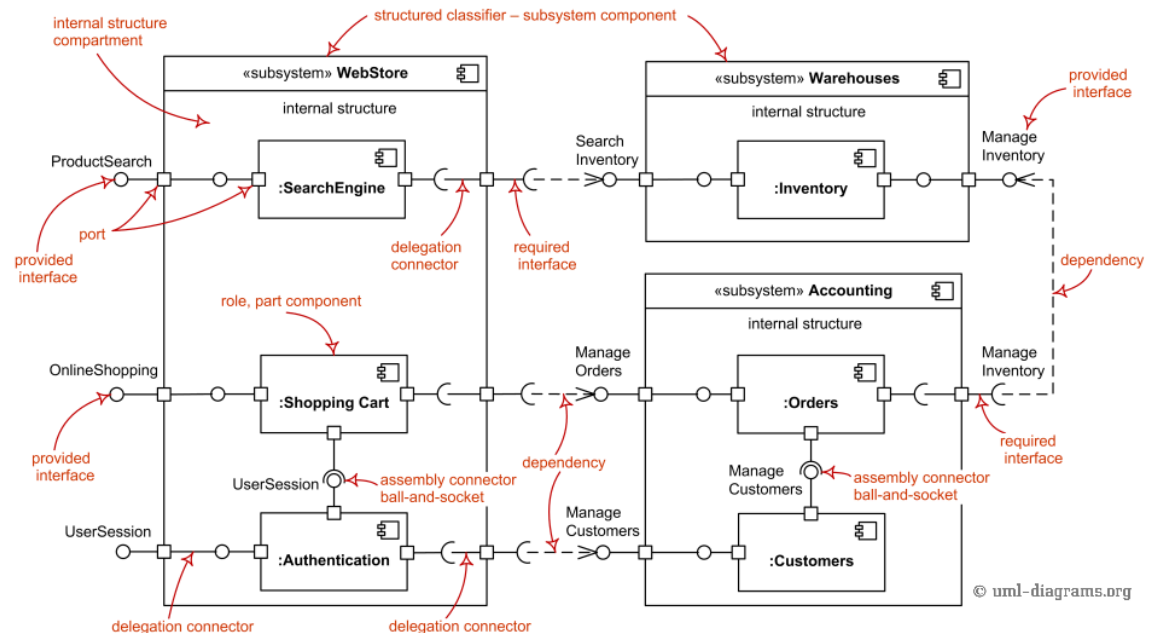 structured classifier – subsystem component
internal structure
compartment
«subsystem» WebStore
internal structure
«subsystem» Warehouses
internal structure
provided
interface
ProductSearch
:SearchEngine
Search
Inventory
:Inventory
Manage
Inventory
port
provided
interface
delegation
connector
required
interface
dependency
«subsystem» Accounting
internal structure
role, part component
OnlineShopping
:Shopping Cart
Manage
Orders
:Orders
Manage
Inventory
provided
interface
required
interface
dependency
UserSession
assembly connector
ball-and-socket
Manage
Customers
assembly connector
ball-and-socket
UserSession
:Authentication
Manage
Customers
:Customers
© uml-diagrams.org
delegation connector
delegation connector